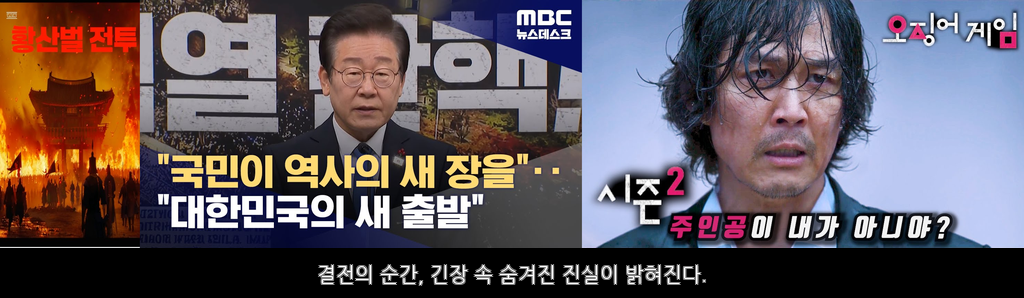 황산벌 전투
MBC
뉴스데스크
열 탄핵!
"국민이 역사의 새 장을"‥
"대한민국의 새 출발"
오징어 게임
시즌2
주인공이 내가 아니야?
결전의 순간, 긴장 속 숨겨진 진실이 밝혀진다.